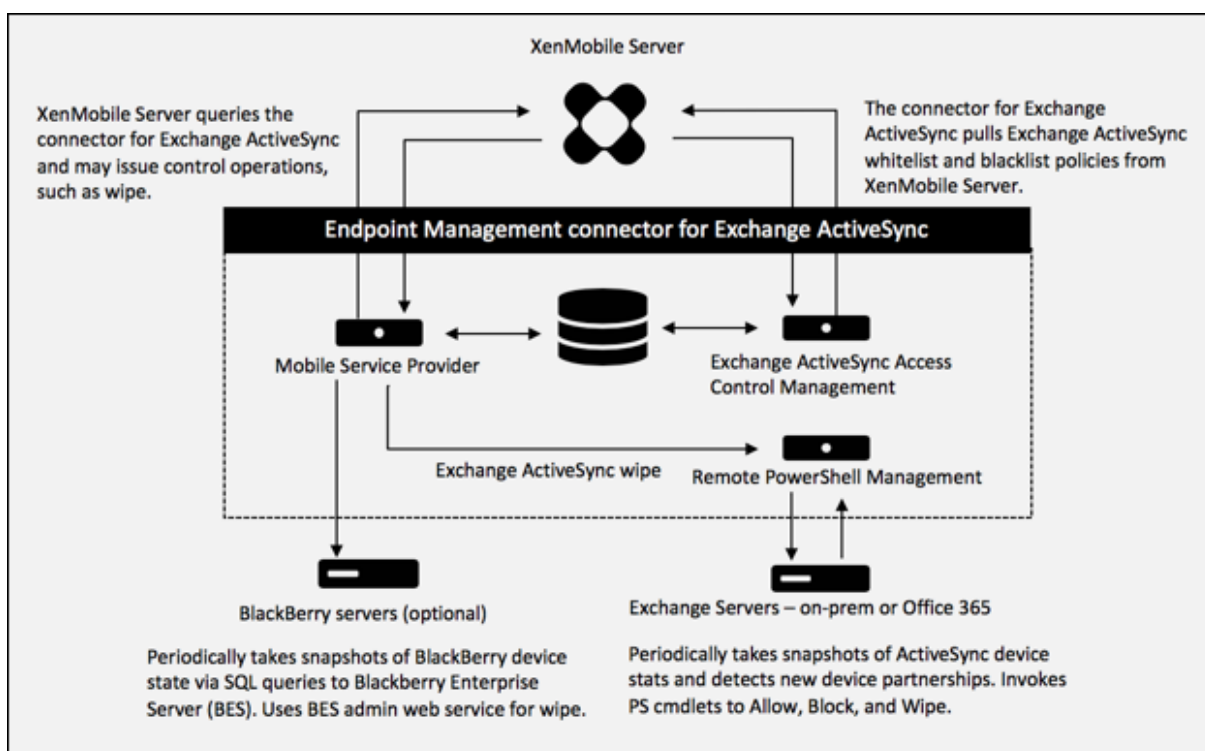 XenMobile Server
XenMobile Server queries the
connector for Exchange ActiveSync
and may issue control operations,
such as wipe.
The connector for Exchange
ActiveSync pulls Exchange ActiveSync
whitelist and blacklist policies from
XenMobile Server.
Endpoint Management connector for Exchange ActiveSync
Mobile Service Provider
Exchange ActiveSync Access
Control Management
Exchange ActiveSync wipe
Remote PowerShell Management
BlackBerry servers (optional)
Periodically takes snapshots of BlackBerry device
state via SQL queries to Blackberry Enterprise
Server (BES). Uses BES admin web service for wipe.
Exchange Servers – on-prem or Office 365
Periodically takes snapshots of ActiveSync device
stats and detects new device partnerships. Invokes
PS cmdlets to Allow, Block, and Wipe.